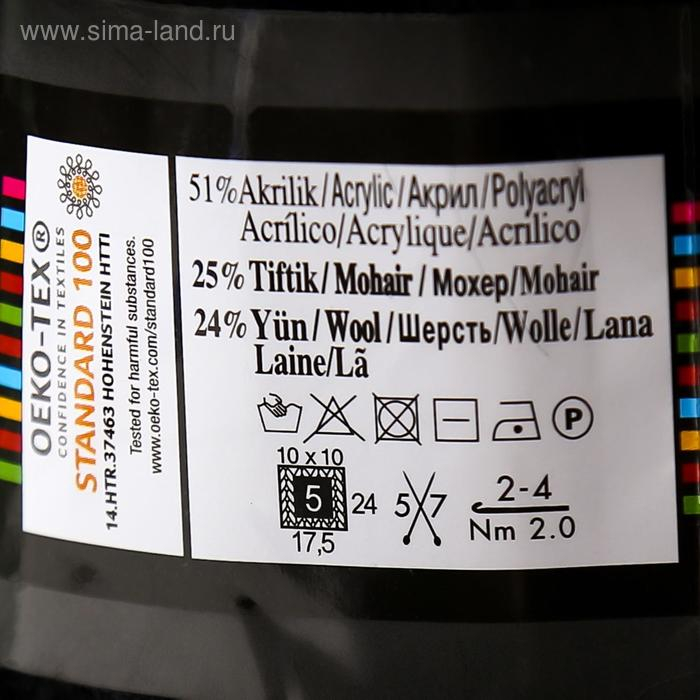 www.sima-land.ru
OEKO-TEX®
CONFIDENCE IN TEXTILES
STANDARD 100
14.HTR.37463 HOHENSTEIN HTTI
Tested for harmful substances.
www.oeko-tex.com/standard100
51% Akrilik/Acrylic/Акрил/Polyacryl
Acrílico/Acrylique/Acrilico
25% Tiftik/Mohair/Мохер/Mohair
24% Yün/Wool/Шерсть/Wolle/Lana
Laine/Lã
P
10 x 10
5 24
17,5
5 7
2-4
Nm 2.0